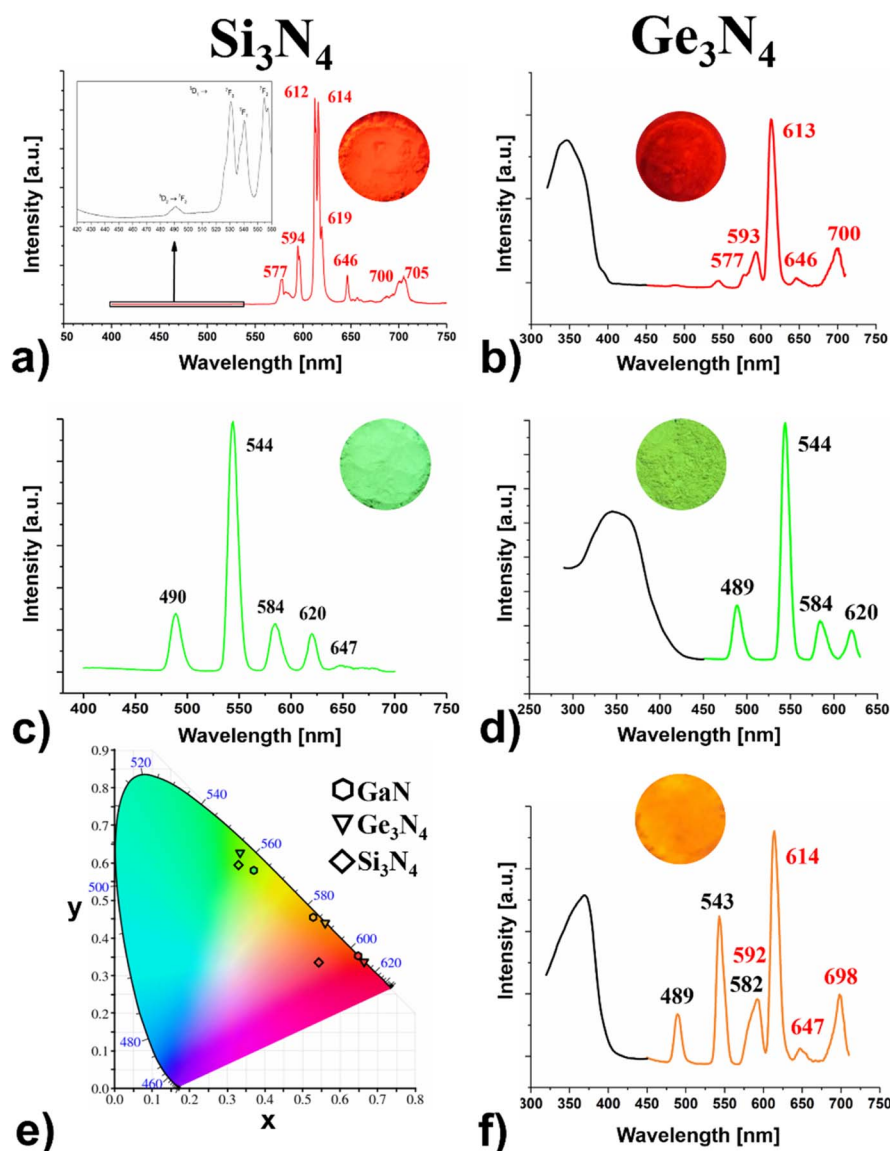 Si₃N₄
Ge₃N₄
Intensity [a.u.]
⁵D₁ → ⁷F₀ ⁷F₁ ⁷F₂
⁵D₂ → ⁷F₃
420 430 440 450 460 470 480 490 500 510 520 530 540 550 560
612 614
619
594
577
646
700 705
50 100 150 200 250 300 350 400 450 500 550 600 650 700 750
Wavelength [nm]
a)
Intensity [a.u.]
613
593
577
646
700
300 350 400 450 500 550 600 650 700 750
Wavelength [nm]
b)
Intensity [a.u.]
544
490
584
620
647
400 450 500 550 600 650 700 750
Wavelength [nm]
c)
Intensity [a.u.]
544
489
584
620
250 300 350 400 450 500 550 600 650
Wavelength [nm]
d)
0.9
0.8
0.7
0.6
0.5
0.4
0.3
0.2
0.1
0.0
y
520
540
560
580
600
620
500
480
460
GaN
Ge₃N₄
Si₃N₄
0.0 0.1 0.2 0.3 0.4 0.5 0.6 0.7 0.8
x
e)
Intensity [a.u.]
614
543
592
582
489
698
647
300 350 400 450 500 550 600 650 700 750
Wavelength [nm]
f)